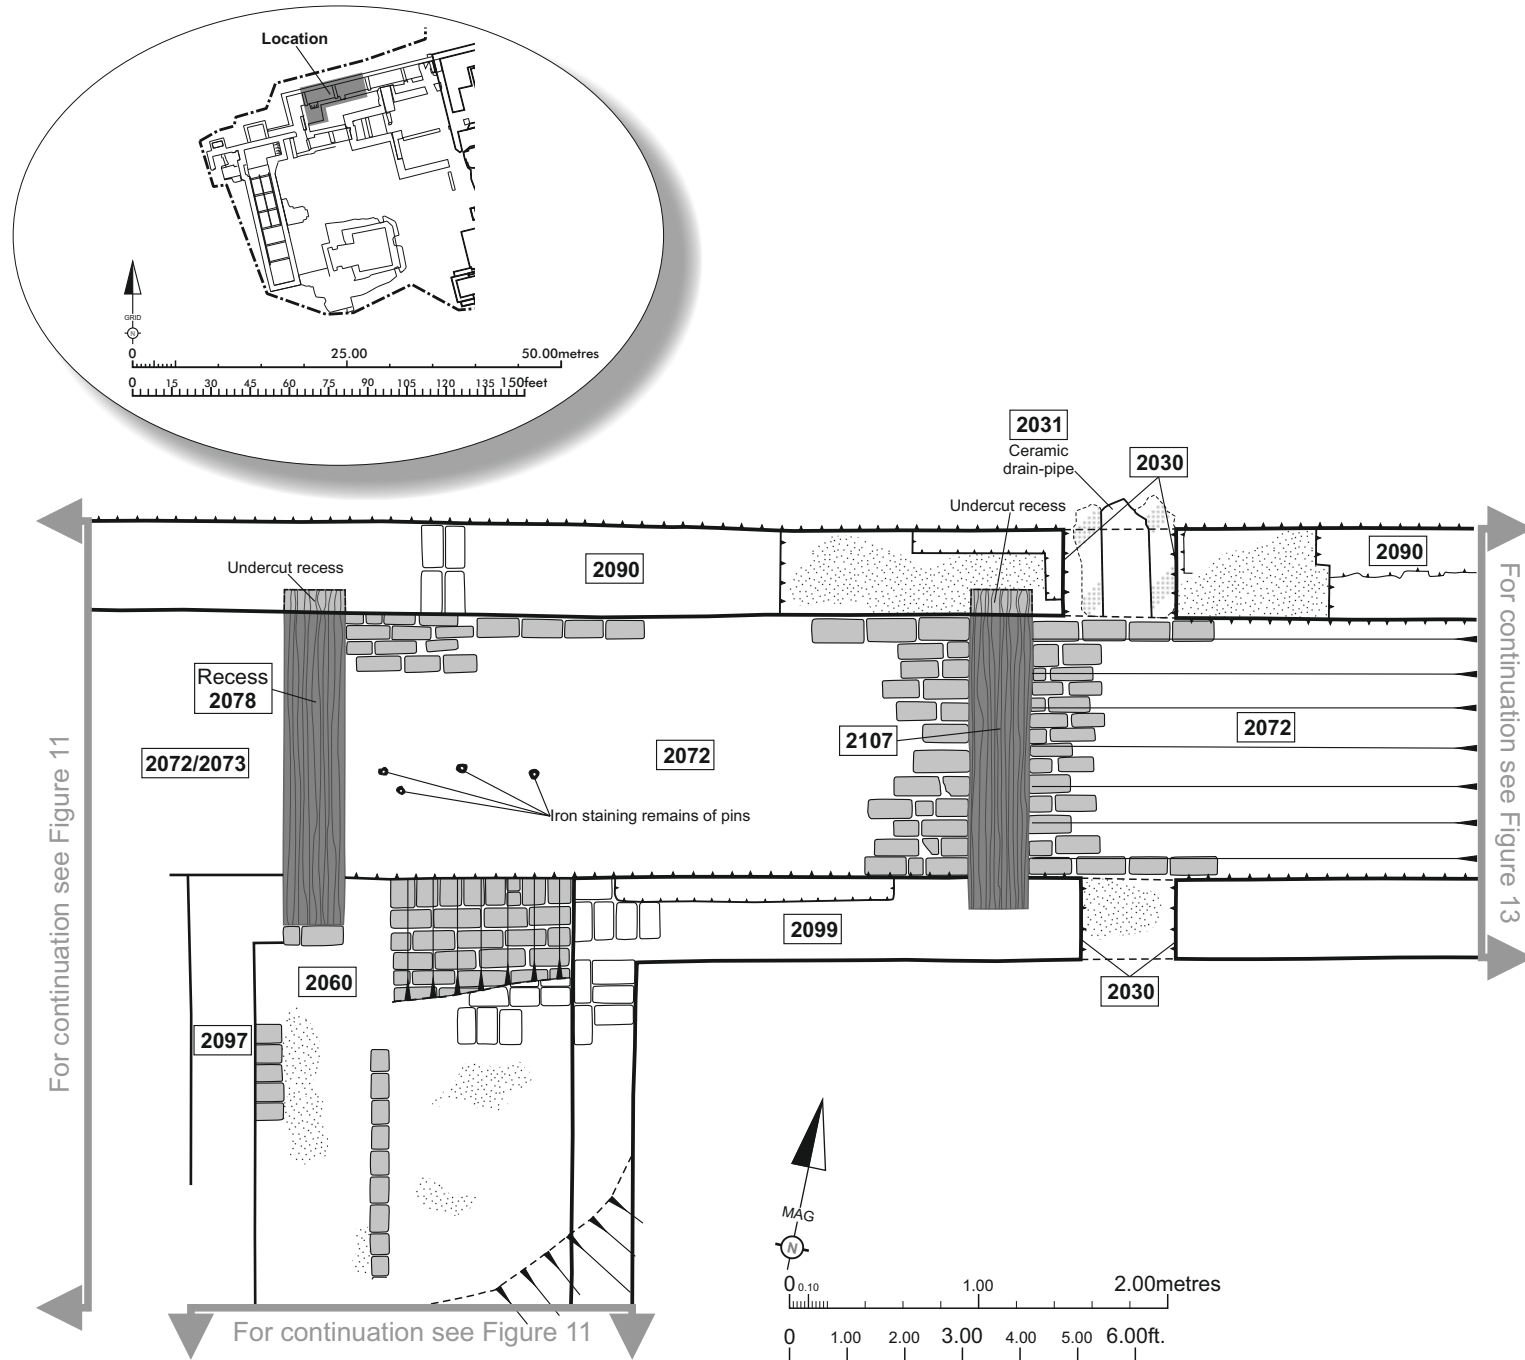 Location
GRID
N
0 25.00 50.00metres
0 15 30 45 60 75 90 105 120 135 150feet
2031
Ceramic
drain-pipe
2030
Undercut recess
2090
2090
Undercut recess
Recess
2078
2072/2073
2072
2107
2072
Iron staining remains of pins
For continuation see Figure 11
For continuation see Figure 13
2099
2060
2030
2097
MAG
N
0 0.10 1.00 2.00metres
0 1.00 2.00 3.00 4.00 5.00 6.00ft.
For continuation see Figure 11